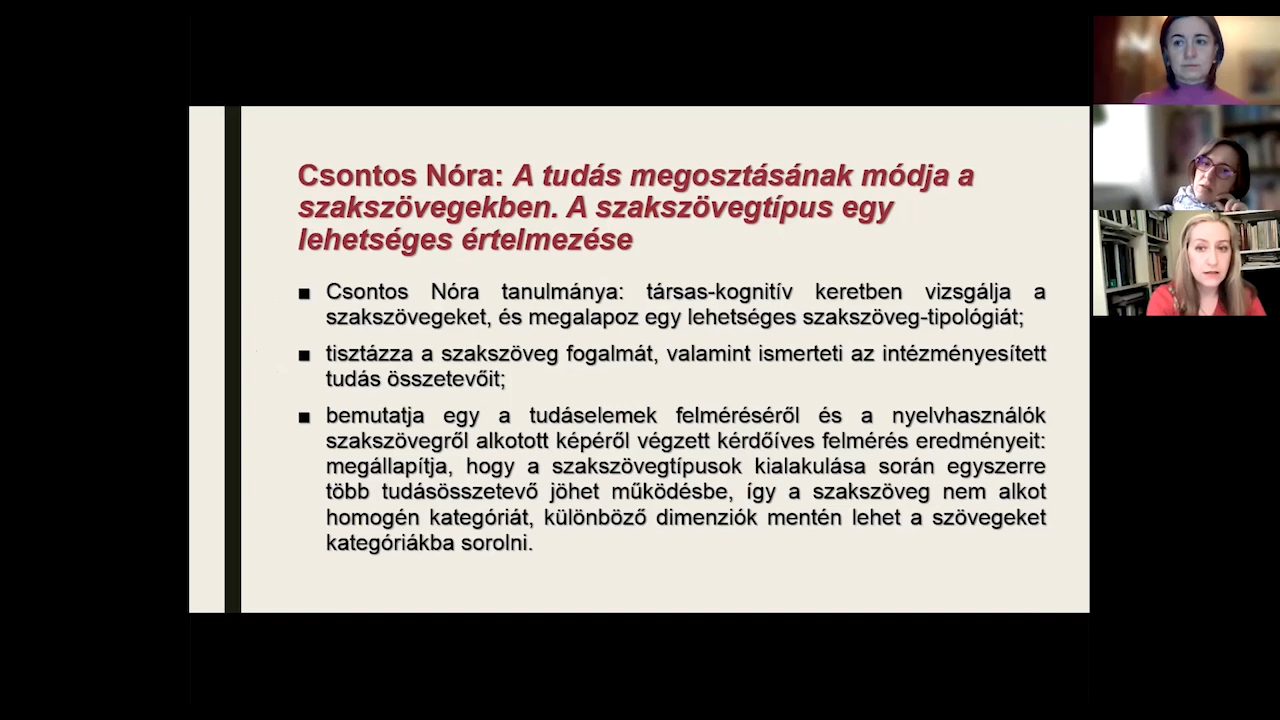 Csontos Nóra: A tudás megosztásának módja a
szakszövegekben. A szakszövegtípus egy
lehetséges értelmezése
■ Csontos Nóra tanulmánya: társas-kognitív keretben vizsgálja a
szakszövegeket, és megalapoz egy lehetséges szakszöveg-tipológiát;
■ tisztázza a szakszöveg fogalmát, valamint ismerteti az intézményesített
tudás összetevőit;
■ bemutatja egy a tudáselemek felméréséről és a nyelvhasználók
szakszövegről alkotott képéről végzett kérdőíves felmérés eredményeit:
megállapítja, hogy a szakszövegtípusok kialakulása során egyszerre
több tudásösszetevő jöhet működésbe, így a szakszöveg nem alkot
homogén kategóriát, különböző dimenziók mentén lehet a szövegeket
kategóriákba sorolni.